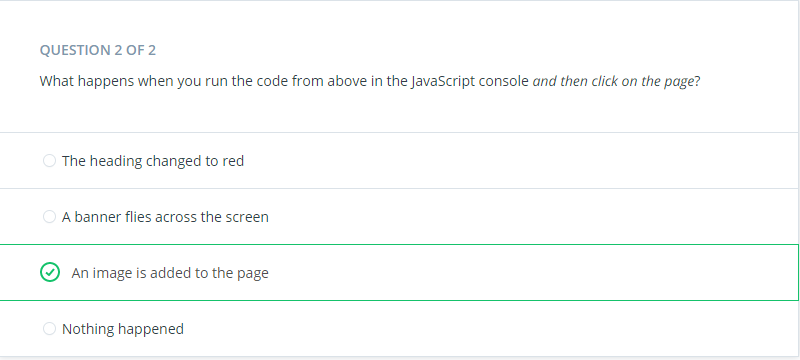 QUESTION 2 OF 2
What happens when you run the code from above in the JavaScript console and then click on the page?
The heading changed to red
A banner flies across the screen
An image is added to the page
Nothing happened